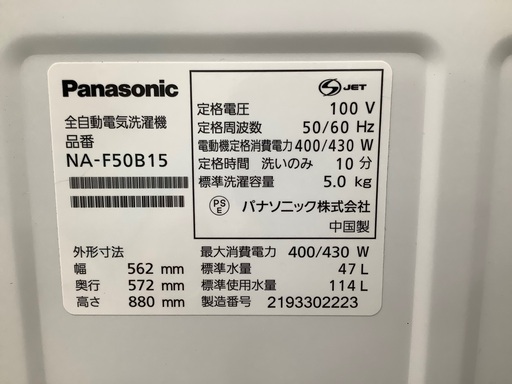 Panasonic
全自動電気洗濯機
品番
NA-F50B15
外形寸法
幅 562 mm
奥行 572 mm
高さ 880 mm
S JET
定格電圧 100 V
定格周波数 50/60 Hz
電動機定格消費電力 400/430 W
定格時間 洗いのみ 10 分
標準洗濯容量 5.0 kg
PS E パナソニック株式会社
中国製
最大消費電力 400/430 W
標準水量 47 L
標準使用水量 114 L
製造番号 2193302223